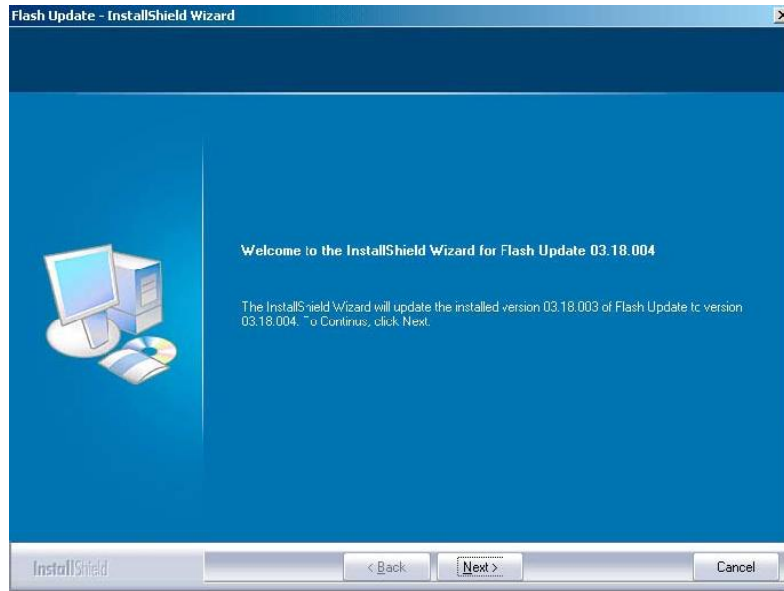 Flash Update - InstallShield Wizard
Welcome to the InstallShield Wizard for Flash Update 03.18.004
The InstallShield Wizard will update the installed version 03.18.003 of Flash Update to version
03.18.004. To Continue, click Next.
InstallShield
< Back
Next >
Cancel